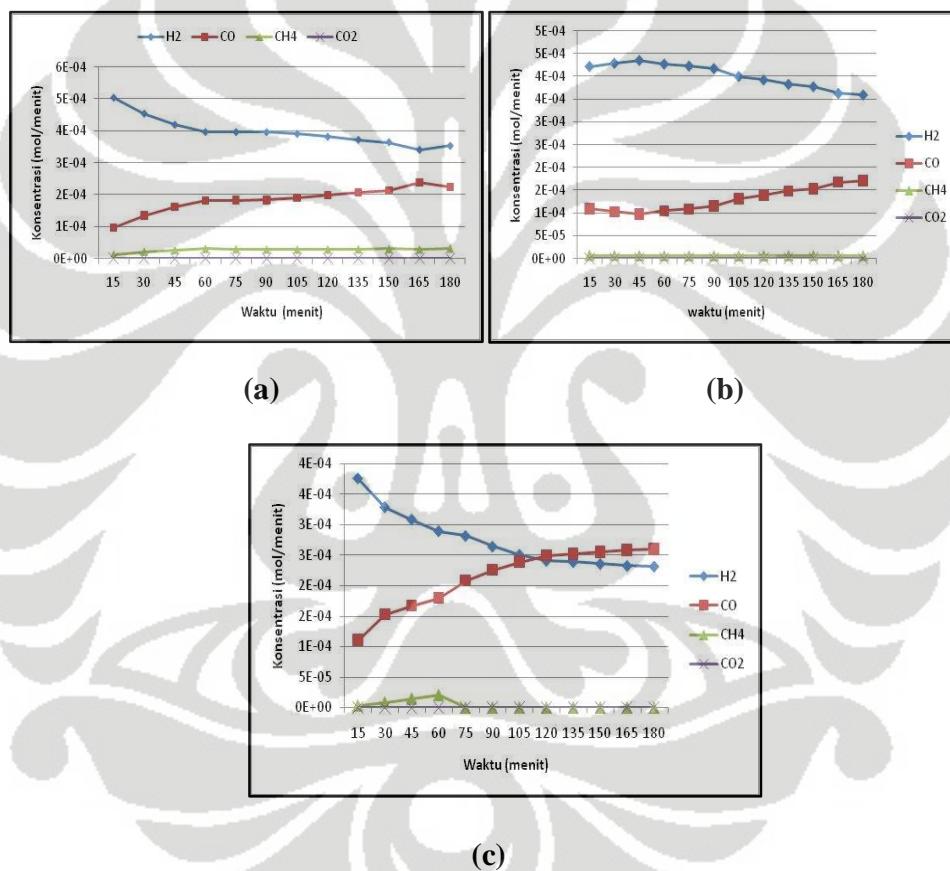 H2 CO CH4 CO2
6E-04
5E-04
4E-04
3E-04
2E-04
1E-04
0E+00
Konsentrasi (mol/menit)
15 30 45 60 75 90 105 120 135 150 165 180
Waktu (menit)
(a)
5E-04
5E-04
4E-04
4E-04
3E-04
3E-04
2E-04
2E-04
1E-04
5E-05
0E+00
Konsentrasi (mol/menit)
15 30 45 60 75 90 105 120 135 150 165 180
waktu (menit)
H2
CO
CH4
CO2
(b)
4E-04
4E-04
3E-04
3E-04
2E-04
2E-04
1E-04
5E-05
0E+00
Konsentrasi (mol/menit)
15 30 45 60 75 90 105 120 135 150 165 180
Waktu (menit)
H2
CO
CH4
CO2
(c)